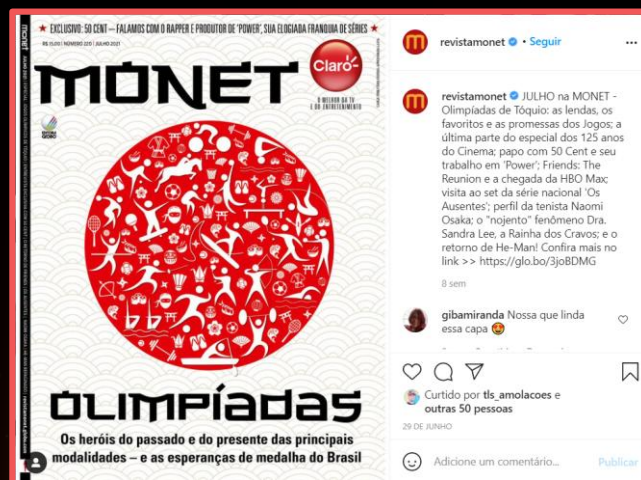 ★ EXCLUSIVO: 50 CENT – FALAMOS COM O RAPPER E PRODUTOR DE 'POWER', SUA ELOGIADA FRANQUIA DE SÉRIES ★
MONET
Claro
O MELHOR DA TV
E DO ENTRETENIMENTO
OLIMPÍADAS
Os heróis do passado e do presente das principais
modalidades – e as esperanças de medalha do Brasil
revistamonet • Seguir
revistamonet JULHO na MONET -
Olimpíadas de Tóquio: as lendas, os
favoritos e as promessas dos Jogos; a
última parte do especial dos 125 anos
do Cinema; papo com 50 Cent e seu
trabalho em 'Power'; Friends: The
Reunion e a chegada da HBO Max;
visita ao set da série nacional 'Os
Ausentes'; perfil da tenista Naomi
Osaka; o "nojento" fenômeno Dra.
Sandra Lee, a Rainha dos Cravos; e o
retorno de He-Man! Confira mais no
link >> https://glo.bo/3joBDMG
8 sem
gibamiranda Nossa que linda
essa capa 😍
Curtido por tls_amolacoes e
outras 50 pessoas
29 DE JUNHO
Adicione um comentário...
Publicar